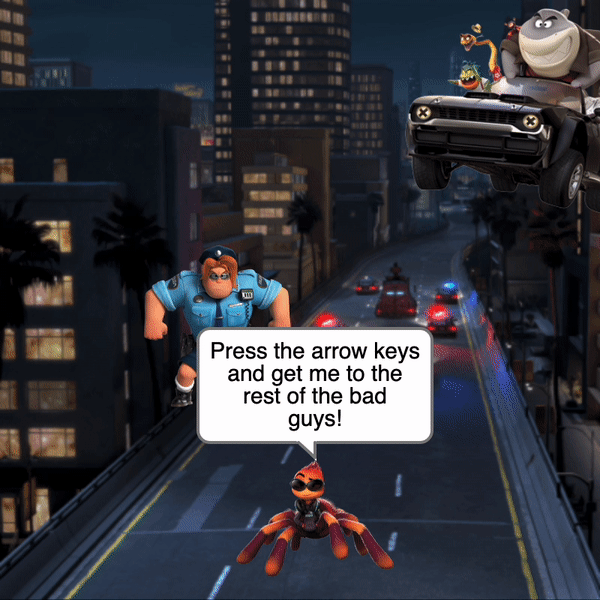 Press the arrow keys
and get me to the
rest of the bad
guys!